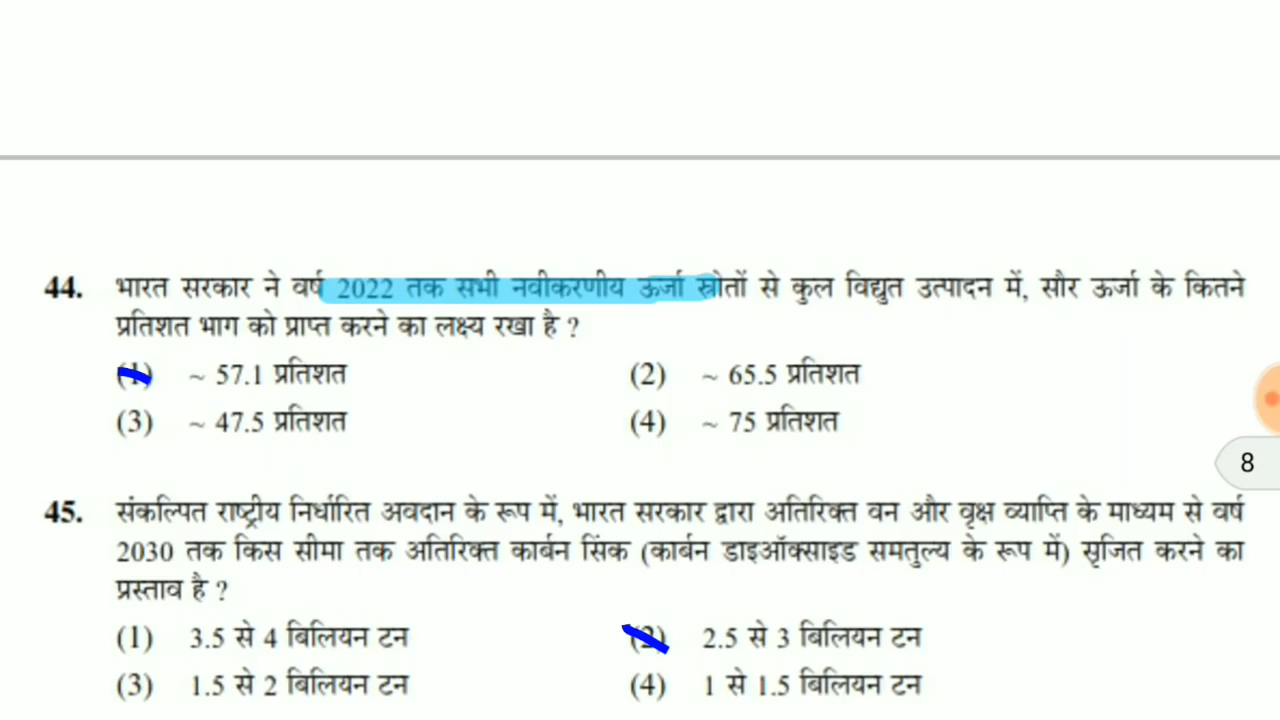 44. भारत सरकार ने वर्ष 2022 तक सभी नवीकरणीय ऊर्जा स्रोतों से कुल विद्युत उत्पादन में, सौर ऊर्जा के कितने
प्रतिशत भाग को प्राप्त करने का लक्ष्य रखा है ?
(1) ~ 57.1 प्रतिशत (2) ~ 65.5 प्रतिशत
(3) ~ 47.5 प्रतिशत (4) ~ 75 प्रतिशत
8
45. संकल्पित राष्ट्रीय निर्धारित अवदान के रूप में, भारत सरकार द्वारा अतिरिक्त वन और वृक्ष व्याप्ति के माध्यम से वर्ष
2030 तक किस सीमा तक अतिरिक्त कार्बन सिंक (कार्बन डाइऑक्साइड समतुल्य के रूप में) सृजित करने का
प्रस्ताव है ?
(1) 3.5 से 4 बिलियन टन (2) 2.5 से 3 बिलियन टन
(3) 1.5 से 2 बिलियन टन (4) 1 से 1.5 बिलियन टन